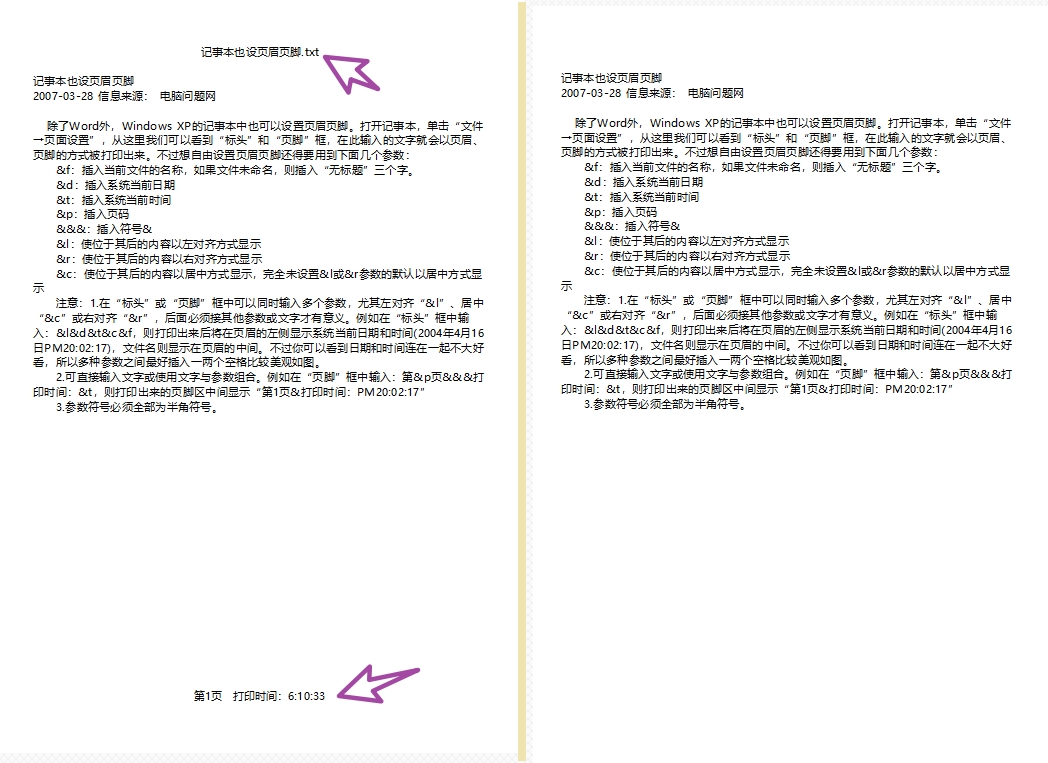 记事本也设页眉页脚.txt
记事本也设页眉页脚
2007-03-28 信息来源： 电脑问题网
除了Word外，Windows XP的记事本中也可以设置页眉页脚。打开记事本，单击“文件
→页面设置”，从这里我们可以看到“标头”和“页脚”框，在此输入的文字就会以页眉、
页脚的方式被打印出来。不过想自由设置页眉页脚还得要用到下面几个参数：
&f：插入当前文件的名称，如果文件未命名，则插入“无标题”三个字。
&d：插入系统当前日期
&t：插入系统当前时间
&p：插入页码
&&&：插入符号&
&l：使位于其后的内容以左对齐方式显示
&r：使位于其后的内容以右对齐方式显示
&c：使位于其后的内容以居中方式显示，完全未设置&l或&r参数的默认以居中方式显
示
注意：1.在“标头”或“页脚”框中可以同时输入多个参数，尤其左对齐“&l”、居中
“&c”或右对齐“&r”，后面必须接其他参数或文字才有意义。例如在“标头”框中输
入：&l&d&t&c&f，则打印出来后将在页眉的左侧显示系统当前日期和时间(2004年4月16
日PM20:02:17)，文件名则显示在页眉的中间。不过你可以看到日期和时间连在一起不大好
看，所以多种参数之间最好插入一两个空格比较美观如图。
2.可直接输入文字或使用文字与参数组合。例如在“页脚”框中输入：第&p页&&&打
印时间：&t，则打印出来的页脚区中间显示“第1页&打印时间：PM20:02:17”
3.参数符号必须全部为半角符号。
第1页 打印时间：6:10:33
记事本也设页眉页脚
2007-03-28 信息来源： 电脑问题网
除了Word外，Windows XP的记事本中也可以设置页眉页脚。打开记事本，单击“文件
→页面设置”，从这里我们可以看到“标头”和“页脚”框，在此输入的文字就会以页眉、
页脚的方式被打印出来。不过想自由设置页眉页脚还得要用到下面几个参数：
&f：插入当前文件的名称，如果文件未命名，则插入“无标题”三个字。
&d：插入系统当前日期
&t：插入系统当前时间
&p：插入页码
&&&：插入符号&
&l：使位于其后的内容以左对齐方式显示
&r：使位于其后的内容以右对齐方式显示
&c：使位于其后的内容以居中方式显示，完全未设置&l或&r参数的默认以居中方式显
示
注意：1.在“标头”或“页脚”框中可以同时输入多个参数，尤其左对齐“&l”、居中
“&c”或右对齐“&r”，后面必须接其他参数或文字才有意义。例如在“标头”框中输
入：&l&d&t&c&f，则打印出来后将在页眉的左侧显示系统当前日期和时间(2004年4月16
日PM20:02:17)，文件名则显示在页眉的中间。不过你可以看到日期和时间连在一起不大好
看，所以多种参数之间最好插入一两个空格比较美观如图。
2.可直接输入文字或使用文字与参数组合。例如在“页脚”框中输入：第&p页&&&打
印时间：&t，则打印出来的页脚区中间显示“第1页&打印时间：PM20:02:17”
3.参数符号必须全部为半角符号。